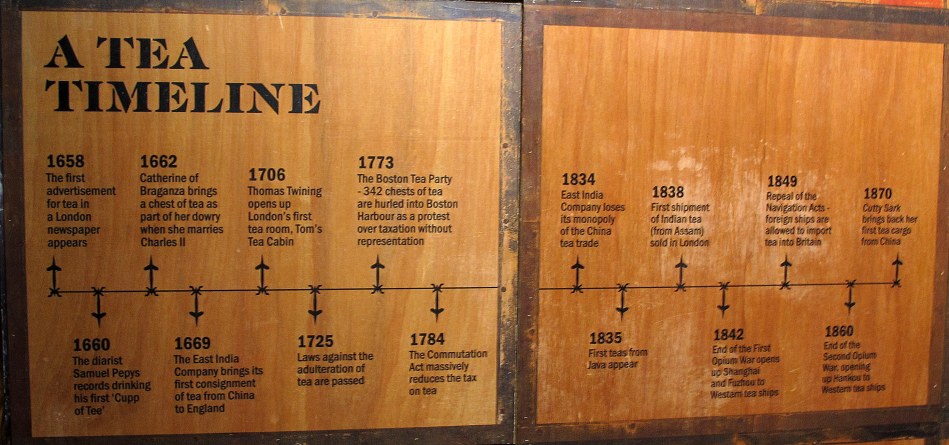 A TEA
TIMELINE
1658
The first
advertisement
for tea in
a London
newspaper
appears
1660
The diarist
Samuel Pepys
records drinking
his first 'Cupp
of Tee'
1662
Catherine of
Braganza brings
a chest of tea as
part of her dowry
when she marries
Charles II
1669
The East India
Company brings its
first consignment
of tea from China
to England
1706
Thomas Twining
opens up
London's first
tea room, Tom's
Tea Cabin
1725
Laws against the
adulteration of
tea are passed
1773
The Boston Tea Party
- 342 chests of tea
are hurled into Boston
Harbour as a protest
over taxation without
representation
1784
The Commutation
Act massively
reduces the tax
on tea
1834
East India
Company loses
its monopoly
of the China
tea trade
1835
First teas from
Java appear
1838
First shipment
of Indian tea
(from Assam)
sold in London
1842
End of the First
Opium War opens
up Shanghai
and Fuzhou to
Western tea ships
1849
Repeal of the
Navigation Acts -
foreign ships are
allowed to import
tea into Britain
1860
End of the
Second Opium
War, opening
up Hankou to
Western tea ships
1870
Cutty Sark
brings back her
first tea cargo
from China